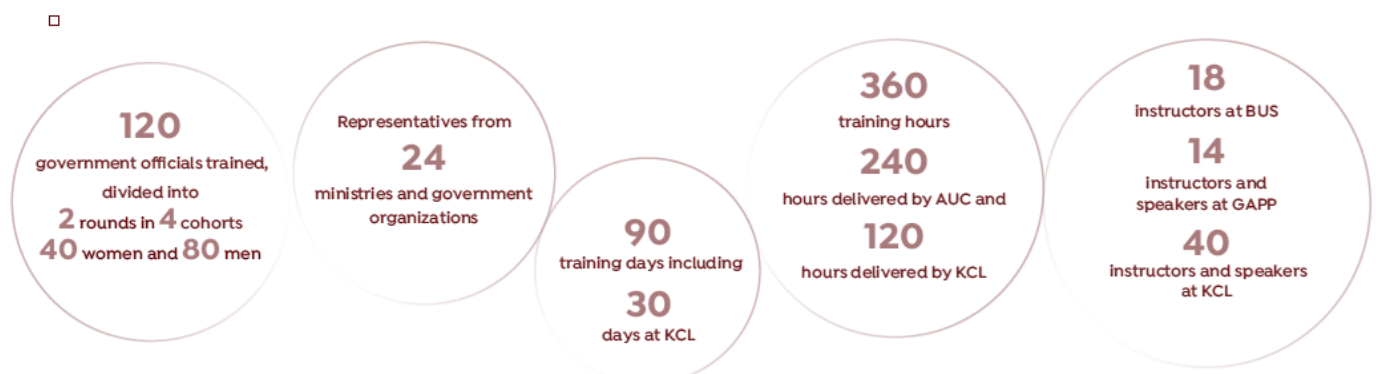 120
government officials trained,
divided into
2 rounds in 4 cohorts
40 women and 80 men
Representatives from
24
ministries and government
organizations
90
training days including
30
days at KCL
360
training hours
240
hours delivered by AUC and
120
hours delivered by KCL
18
instructors at BUS
14
instructors and
speakers at GAPP
40
instructors and speakers
at KCL